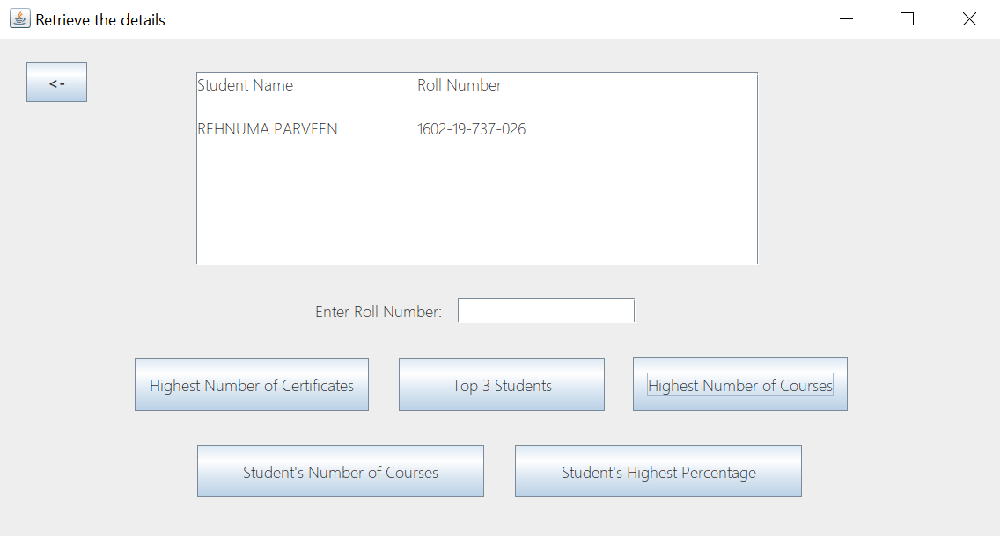 Retrieve the details
<-
Student Name Roll Number
REHNUMA PARVEEN 1602-19-737-026
Enter Roll Number:
Highest Number of Certificates Top 3 Students Highest Number of Courses
Student's Number of Courses Student's Highest Percentage